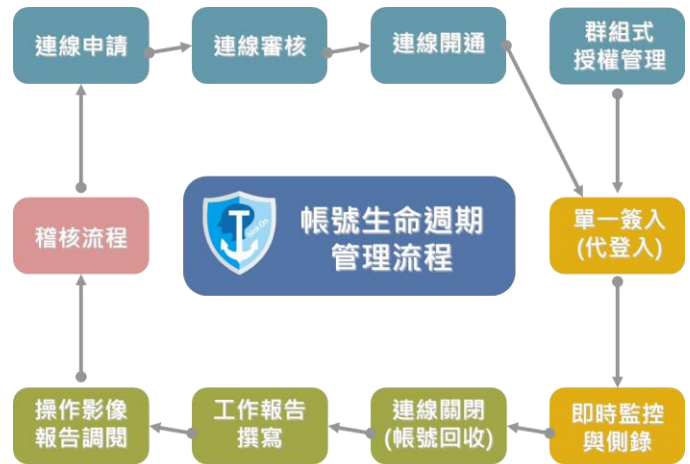 連線申請
連線審核
連線開通
群組式
授權管理
帳號生命週期
管理流程
稽核流程
單一簽入
(代登入)
操作影像
報告調閱
工作報告
撰寫
連線關閉
(帳號回收)
即時監控
與側錄